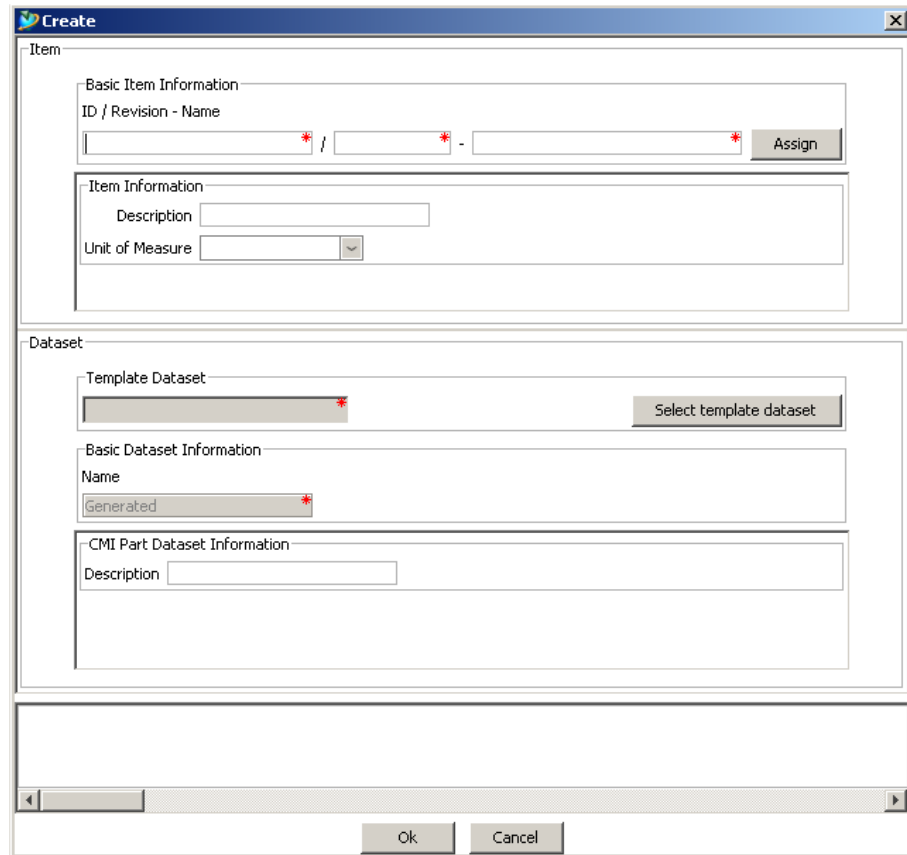 Create
Item
Basic Item Information
ID / Revision - Name
* / * - * Assign
Item Information
Description
Unit of Measure
Dataset
Template Dataset
* Select template dataset
Basic Dataset Information
Name
Generated *
CMI Part Dataset Information
Description
Ok Cancel